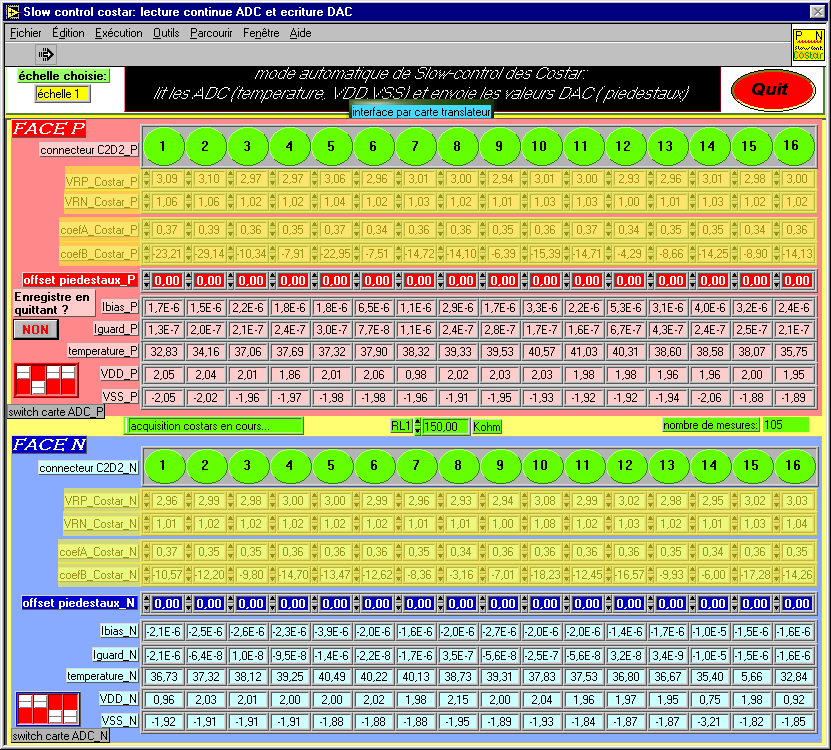 Slow control costar: lecture continue ADC et ecriture DAC
Fichier Édition Exécution Outils Parcourir Fenêtre Aide
P N
CoStar
échelle choisie:
échelle 1
mode automatique de Slow-control des Costar:
lit les ADC (temperature, VDD,VSS) et envoie les valeurs DAC ( piedestaux)
Quit
interface par carte translateur
FACE P
connecteur C2D2_P 1 2 3 4 5 6 7 8 9 10 11 12 13 14 15 16
VRP_Costar_P 3,09 3,10 2,97 2,97 3,06 2,96 3,01 3,00 2,94 3,01 3,00 2,93 2,96 3,01 2,98 3,00
VRN_Costar_P 1,06 1,06 1,02 1,02 1,04 1,02 1,03 1,02 1,01 1,03 1,03 1,00 1,01 1,03 1,02 1,02
coefA_Costar_P 0,37 0,39 0,36 0,35 0,37 0,34 0,36 0,36 0,35 0,36 0,36 0,34 0,35 0,35 0,34 0,36
coefB_Costar_P -23,21 -29,14 -10,34 -7,91 -22,95 -7,51 -14,72 -14,10 -6,39 -15,39 -14,71 -4,29 -8,66 -14,25 -8,90 -14,13
offset piedestaux_P 0,00 0,00 0,00 0,00 0,00 0,00 0,00 0,00 0,00 0,00 0,00 0,00 0,00 0,00 0,00 0,00
Enregistre en
quittant ?
NON
Ibias_P 1,7E-6 1,5E-6 2,2E-6 1,8E-6 1,8E-6 6,5E-6 1,1E-6 2,9E-6 1,7E-6 3,3E-6 2,2E-6 5,3E-6 3,1E-6 4,0E-6 3,2E-6 2,4E-6
Iguard_P 1,3E-7 2,0E-7 2,1E-7 2,4E-7 3,0E-7 7,7E-8 1,1E-6 2,4E-7 2,8E-7 1,7E-7 1,6E-7 6,7E-7 4,3E-7 2,4E-7 2,5E-7 2,1E-7
temperature_P 32,83 34,16 37,06 37,69 37,32 37,90 38,32 39,33 39,53 40,57 41,03 40,31 38,60 38,58 38,07 35,75
VDD_P 2,05 2,04 2,01 1,86 2,01 2,06 0,98 2,02 2,03 2,03 1,98 1,98 1,96 1,96 2,00 1,95
VSS_P -2,05 -2,02 -1,96 -1,97 -1,98 -1,95 -1,91 -1,96 -1,95 -1,93 -1,92 -1,92 -1,94 -2,06 -1,88 -1,89
switch carte ADC_P
acquisition costars en cours...
RL1 150,00 Kohm
nombre de mesures: 105
FACE N
connecteur C2D2_N 1 2 3 4 5 6 7 8 9 10 11 12 13 14 15 16
VRP_Costar_N 2,96 2,99 2,98 3,00 3,00 2,99 2,96 2,93 2,94 3,08 2,99 3,02 2,98 2,95 3,02 3,03
VRN_Costar_N 1,01 1,02 1,02 1,02 1,02 1,02 1,01 1,01 1,00 1,08 1,02 1,03 1,02 1,01 1,03 1,04
coefA_Costar_N 0,37 0,35 0,35 0,36 0,36 0,36 0,36 0,34 0,36 0,36 0,35 0,36 0,35 0,34 0,36 0,36
coefB_Costar_N -10,57 -12,20 -9,80 -14,70 -13,47 -12,62 -8,36 -3,16 -7,01 -18,23 -12,45 -16,57 -9,93 -6,00 -17,28 -14,26
offset piedestaux_N 0,00 0,00 0,00 0,00 0,00 0,00 0,00 0,00 0,00 0,00 0,00 0,00 0,00 0,00 0,00 0,00
Ibias_N -2,1E-6 -2,5E-6 -2,6E-6 -2,3E-6 -3,9E-6 -2,0E-6 -1,6E-6 -2,0E-6 -2,7E-6 -2,0E-6 -2,0E-6 -1,4E-6 -1,7E-6 -1,0E-5 -1,5E-6 -1,6E-6
Iguard_N -2,1E-6 -6,4E-8 1,0E-8 -9,5E-8 -1,4E-6 -2,2E-8 -1,7E-6 3,5E-7 -5,6E-8 -2,5E-7 -5,6E-8 3,2E-8 3,4E-9 -1,0E-5 -1,5E-7 -1,6E-6
temperature_N 36,73 37,32 38,12 39,25 40,49 40,22 40,13 38,73 39,31 37,83 37,53 36,80 36,67 35,40 5,66 32,84
VDD_N 0,96 2,03 2,01 2,00 2,00 2,02 1,98 2,15 2,00 2,04 1,96 1,97 1,95 0,75 1,98 0,92
VSS_N -1,92 -1,91 -1,91 -1,91 -1,91 -1,88 -1,90 -1,85 -1,89 -1,93 -1,84 -1,87 -1,87 -3,21 -1,82 -1,85
switch carte ADC_N